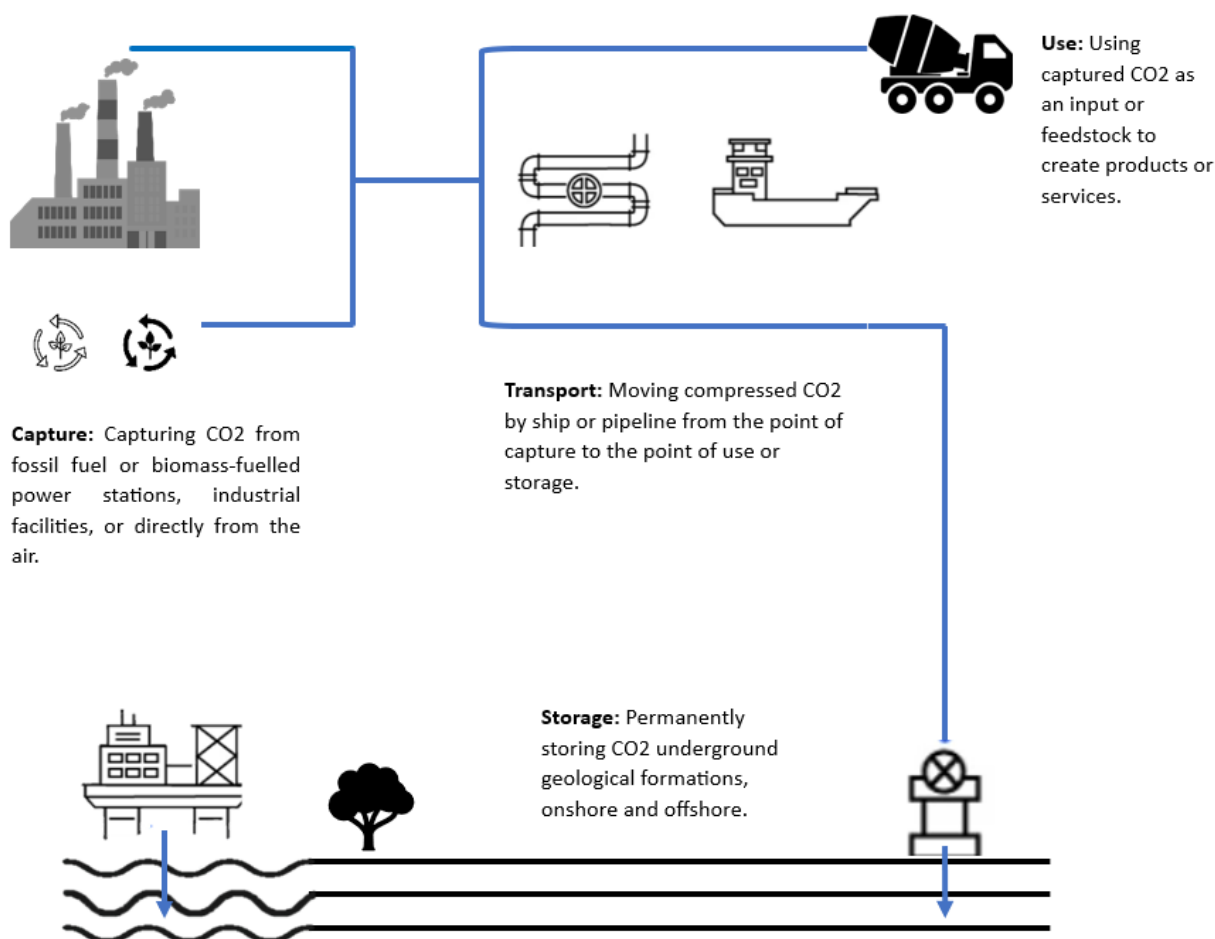 Use: Using
captured CO2 as
an input or
feedstock to
create products or
services.
Transport: Moving compressed CO2
by ship or pipeline from the point of
capture to the point of use or
storage.
Capture: Capturing CO2 from
fossil fuel or biomass-fuelled
power stations, industrial
facilities, or directly from the
air.
Storage: Permanently
storing CO2 underground
geological formations,
onshore and offshore.